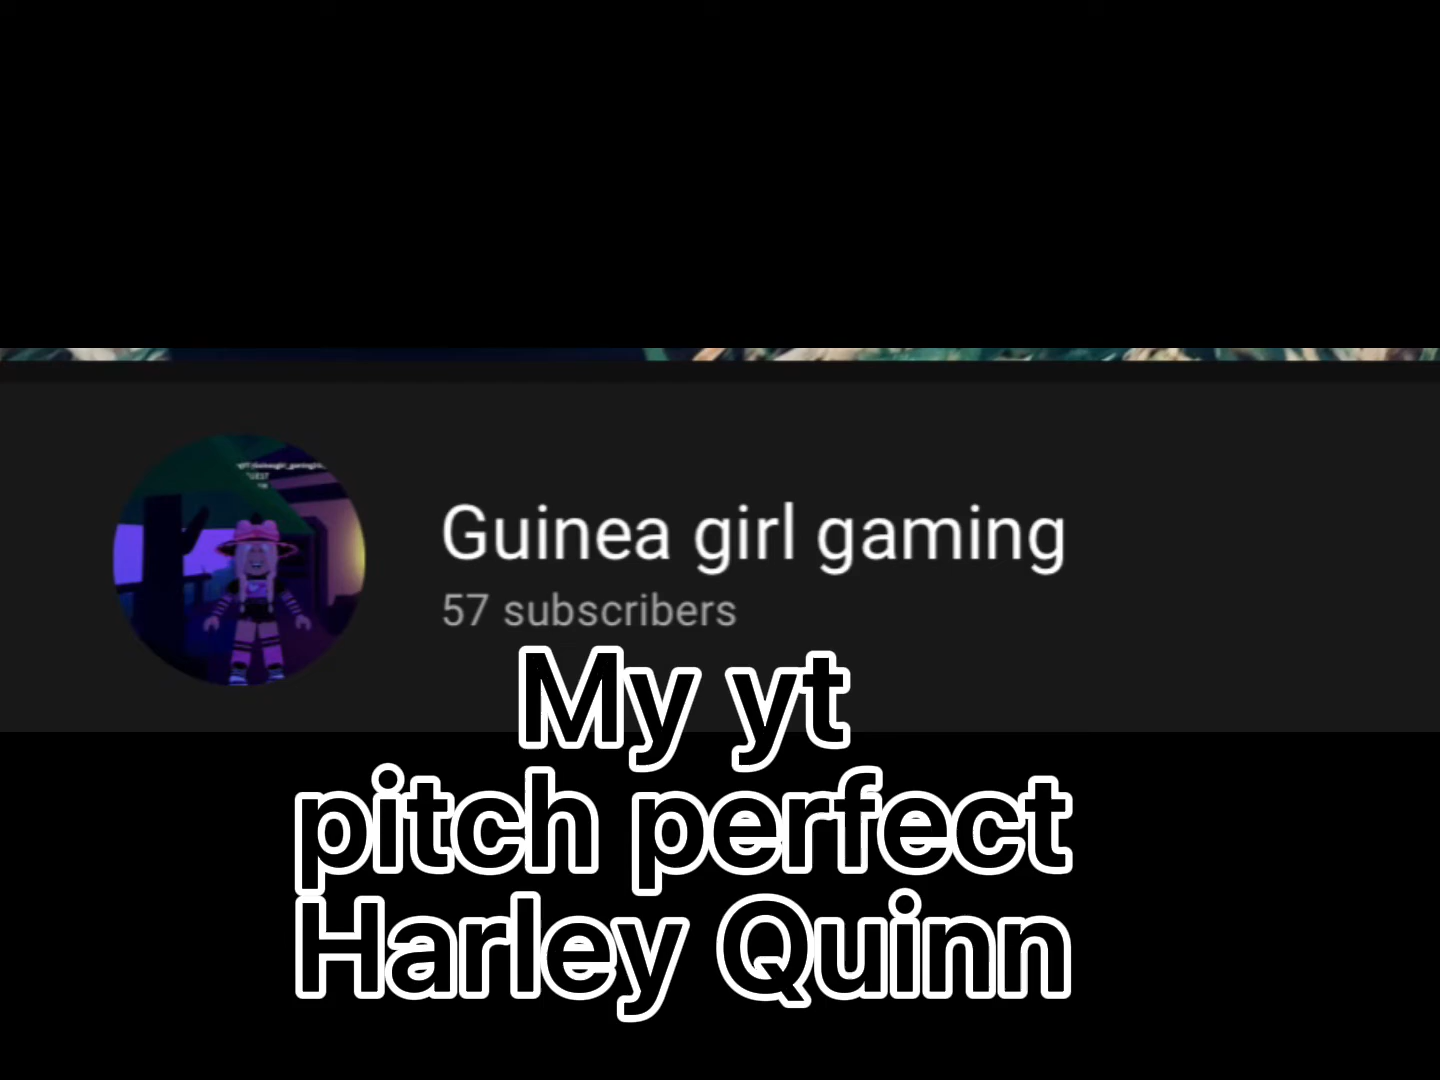 Guinea girl gaming
57 subscribers
My yt
pitch perfect
Harley Quinn